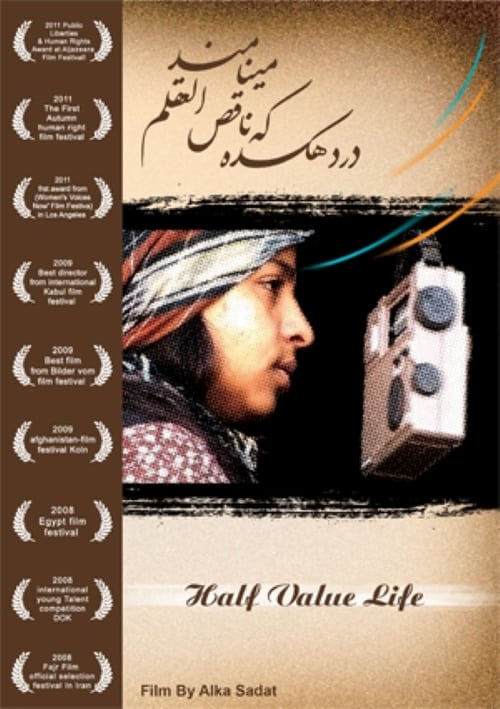 2011 Public
Liberties
& Human Rights
Award at Aljazeera
Film Festival!
2011
The First
Autumn
human right
film festival
2011
frist award from
(Women's Voices
Now" Film Festiva)
in Los Angeles
2009
Best director
from international
Kabul film
festival
2009
Best film
from Bilder vom
film festival
2009
afghanistan-film
festival Koln
2008
Egypt film
festival
2008
international
young Talent
competition
DOK
2008
Fajr Film
official selection
festival in Iran
در دهکده
که ناقص العقلم
مینامند
Half Value Life
Film By Alka Sadat